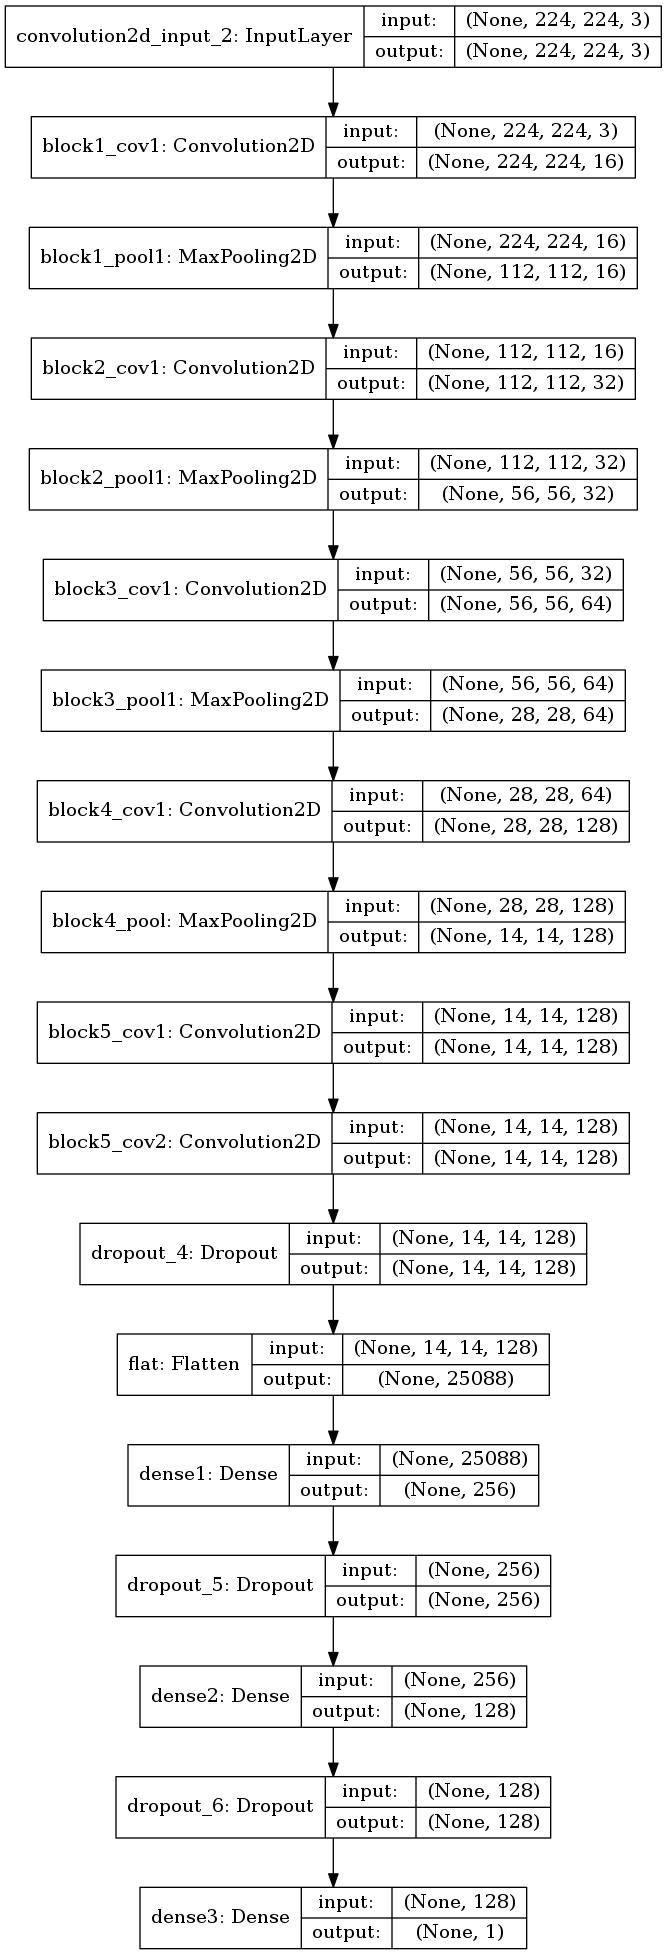 convolution2d_input_2: InputLayer
input:
(None, 224, 224, 3)
output:
(None, 224, 224, 3)
block1_cov1: Convolution2D
input:
(None, 224, 224, 3)
output:
(None, 224, 224, 16)
block1_pool1: MaxPooling2D
input:
(None, 224, 224, 16)
output:
(None, 112, 112, 16)
block2_cov1: Convolution2D
input:
(None, 112, 112, 16)
output:
(None, 112, 112, 32)
block2_pool1: MaxPooling2D
input:
(None, 112, 112, 32)
output:
(None, 56, 56, 32)
block3_cov1: Convolution2D
input:
(None, 56, 56, 32)
output:
(None, 56, 56, 64)
block3_pool1: MaxPooling2D
input:
(None, 56, 56, 64)
output:
(None, 28, 28, 64)
block4_cov1: Convolution2D
input:
(None, 28, 28, 64)
output:
(None, 28, 28, 128)
block4_pool: MaxPooling2D
input:
(None, 28, 28, 128)
output:
(None, 14, 14, 128)
block5_cov1: Convolution2D
input:
(None, 14, 14, 128)
output:
(None, 14, 14, 128)
block5_cov2: Convolution2D
input:
(None, 14, 14, 128)
output:
(None, 14, 14, 128)
dropout_4: Dropout
input:
(None, 14, 14, 128)
output:
(None, 14, 14, 128)
flat: Flatten
input:
(None, 14, 14, 128)
output:
(None, 25088)
dense1: Dense
input:
(None, 25088)
output:
(None, 256)
dropout_5: Dropout
input:
(None, 256)
output:
(None, 256)
dense2: Dense
input:
(None, 256)
output:
(None, 128)
dropout_6: Dropout
input:
(None, 128)
output:
(None, 128)
dense3: Dense
input:
(None, 128)
output:
(None, 1)